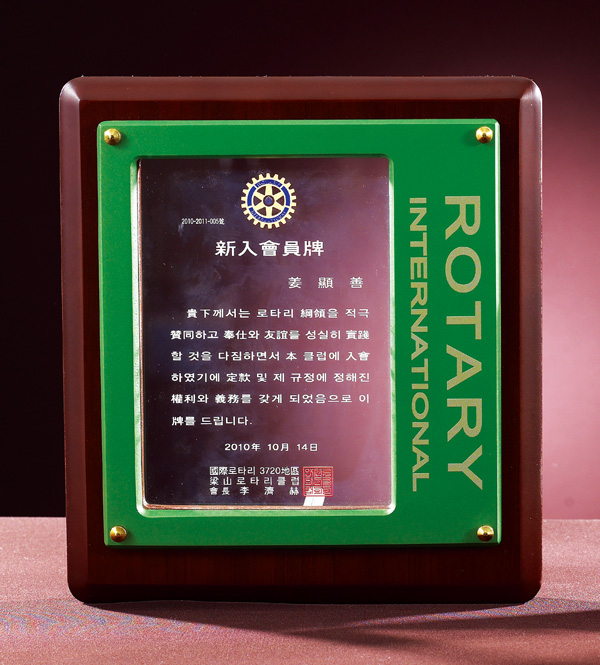 2010-2011-005號
新入會員牌
姜 顯 善
貴下께서는 로타리 綱領을 적극
贊同하고 奉仕와 友誼를 성실히 實踐
할 것을 다짐하면서 本 클럽에 入會
하였기에 定款 및 제 규정에 정해진
權利와 義務를 갖게 되었음으로 이
牌를 드립니다.
2010年 10月 14日
國際로타리 3720地區
梁山로타리클럽
會長 李 濟 赫
ROTARY
INTERNATIONAL